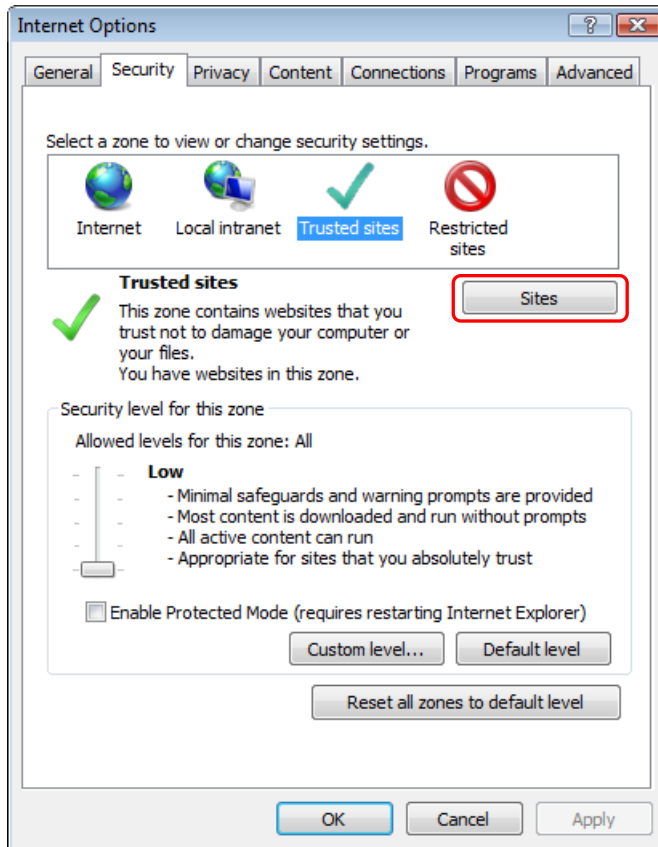 Internet Options
General Security Privacy Content Connections Programs Advanced
Select a zone to view or change security settings.
Internet Local intranet Trusted sites Restricted
sites
Trusted sites
Sites
This zone contains websites that you
trust not to damage your computer or
your files.
You have websites in this zone.
Security level for this zone
Allowed levels for this zone: All
Low
- Minimal safeguards and warning prompts are provided
- Most content is downloaded and run without prompts
- All active content can run
- Appropriate for sites that you absolutely trust
Enable Protected Mode (requires restarting Internet Explorer)
Custom level... Default level
Reset all zones to default level
OK Cancel Apply